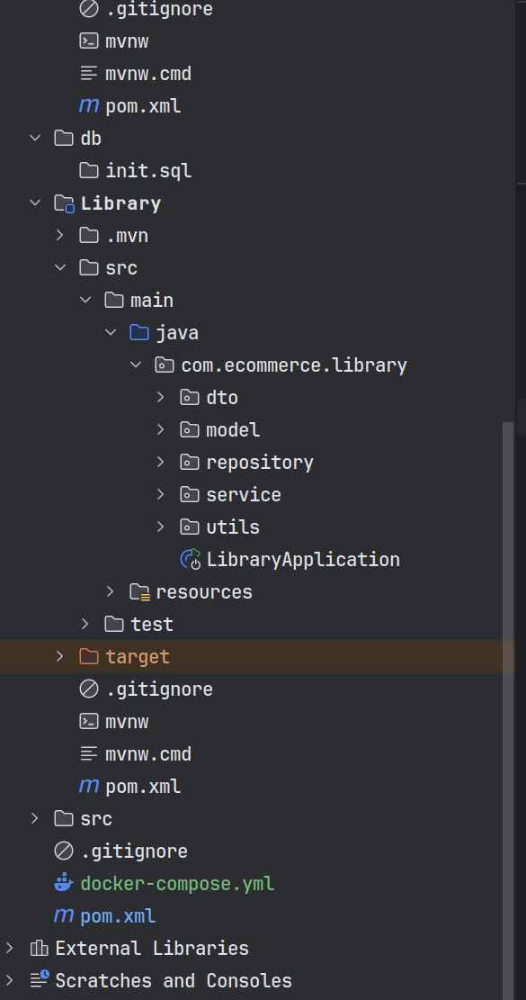 .gitignore
mvnw
mvnw.cmd
pom.xml
db
init.sql
Library
.mvn
src
main
java
com.ecommerce.library
dto
model
repository
service
utils
LibraryApplication
resources
test
target
.gitignore
mvnw
mvnw.cmd
pom.xml
src
.gitignore
docker-compose.yml
pom.xml
External Libraries
Scratches and Consoles